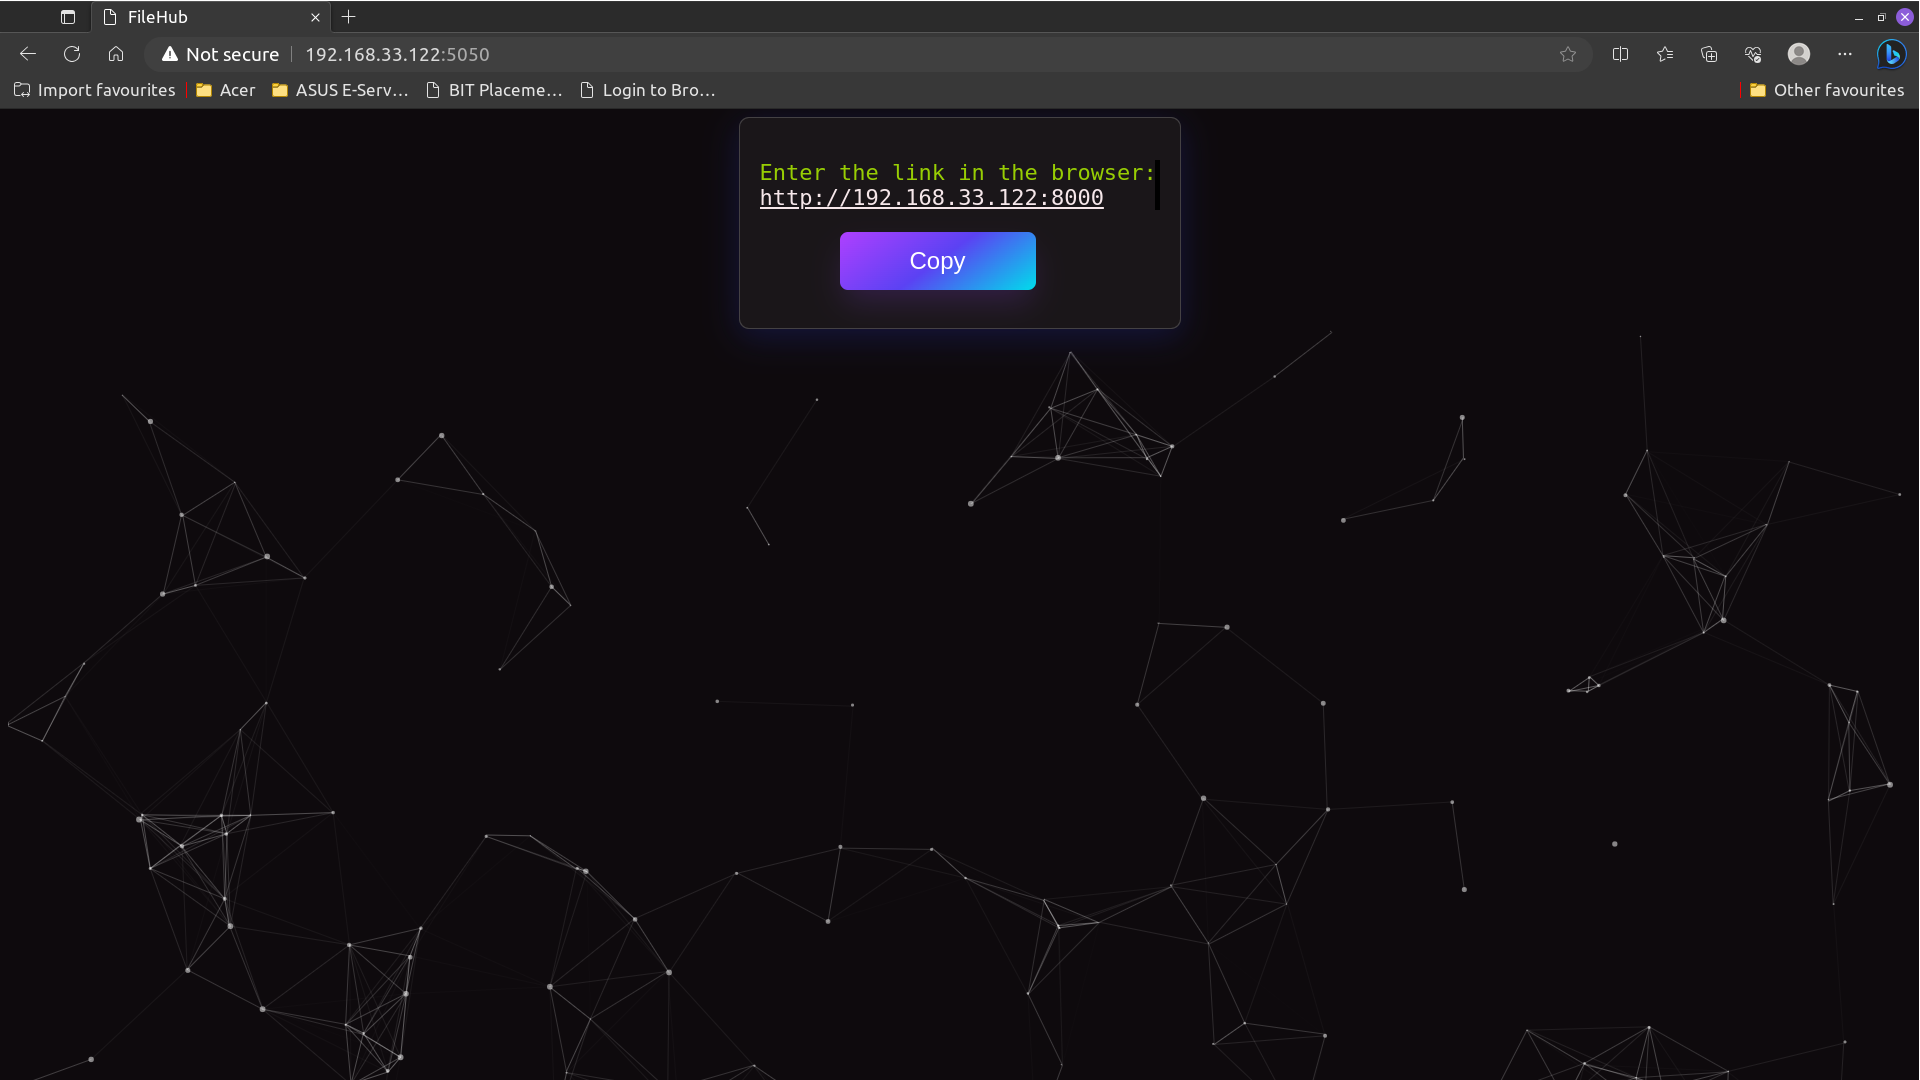 FileHub
Not secure 192.168.33.122:5050
Import favourites Acer ASUS E-Serv... BIT Placeme... Login to Bro... Other favourites
Enter the link in the browser:
http://192.168.33.122:8000
Copy